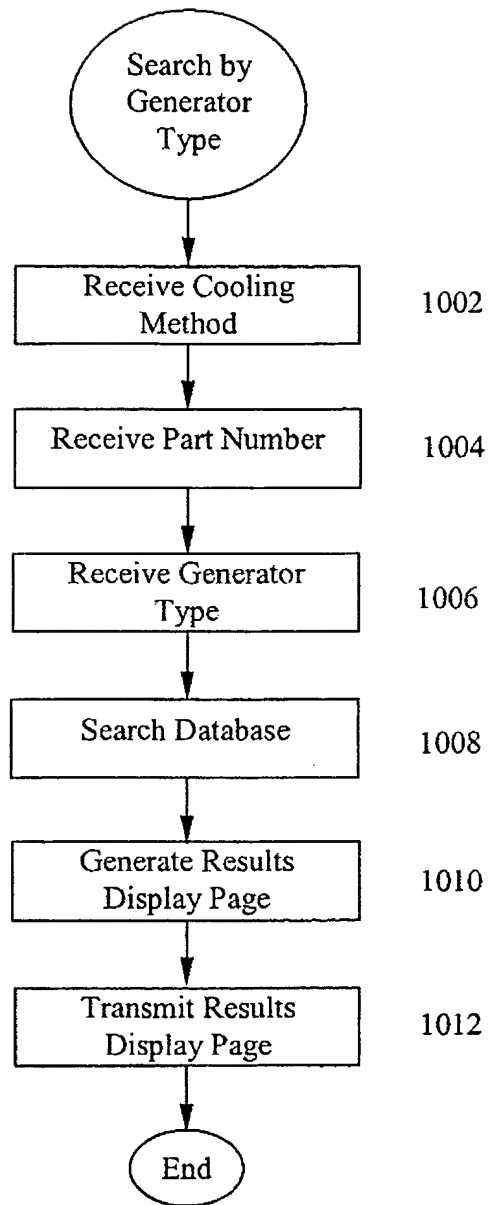 Search by
Generator
Type
Receive Cooling
Method
1002
Receive Part Number
1004
Receive Generator
Type
1006
Search Database
1008
Generate Results
Display Page
1010
Transmit Results
Display Page
1012
End